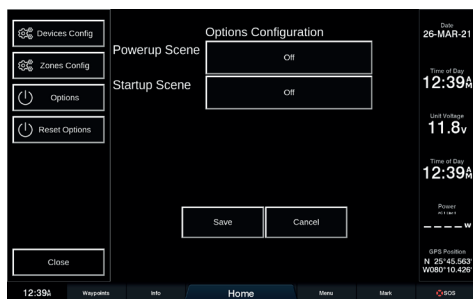 Devices Config
Zones Config
Options
Reset Options
Close
Options Configuration
Powerup Scene
Off
Startup Scene
Off
Save
Cancel
Date
26-MAR-21
Time of Day
12:39AM
Unit Voltage
11.8v
Time of Day
12:39AM
Power
_ _ _ _ w
GPS Position
N 25°45.563'
W080°10.426'
12:39AM
Waypoints
Info
Home
Menu
Mark
SOS